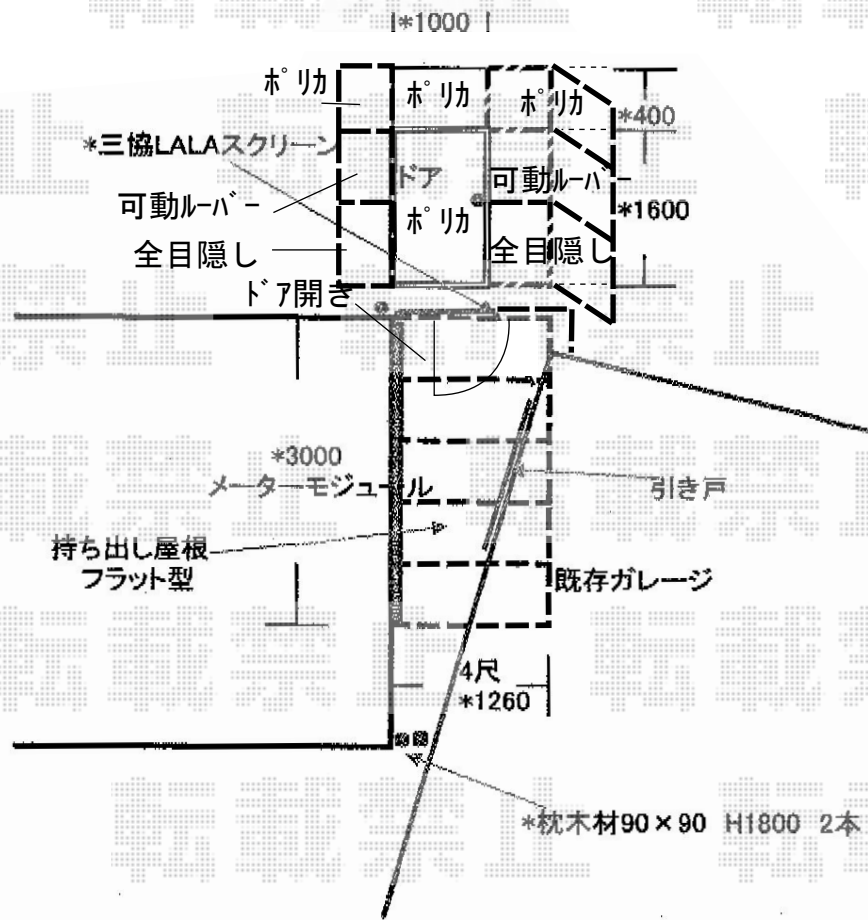 *1000
ポリカ
ポリカ
ポリカ
*400
*三協LALAスクリーン
ドア
可動ルーバー
可動ルーバー
*1600
ポリカ
全目隠し
全目隠し
ドア開き
*3000
メーターモジュール
引き戸
持ち出し屋根
フラット型
既存ガレージ
4尺
*1260
*枕木材90×90 H1800 2本
転載禁止